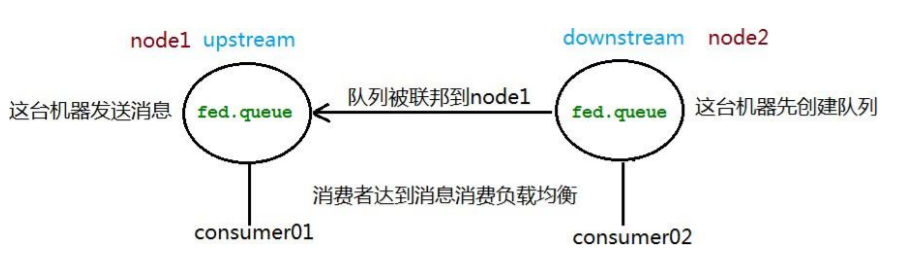 node1 upstream
downstream node2
这台机器发送消息
fed.queue
队列被联邦到node1
fed.queue
这台机器先创建队列
消费者达到消息消费负载均衡
consumer01
consumer02